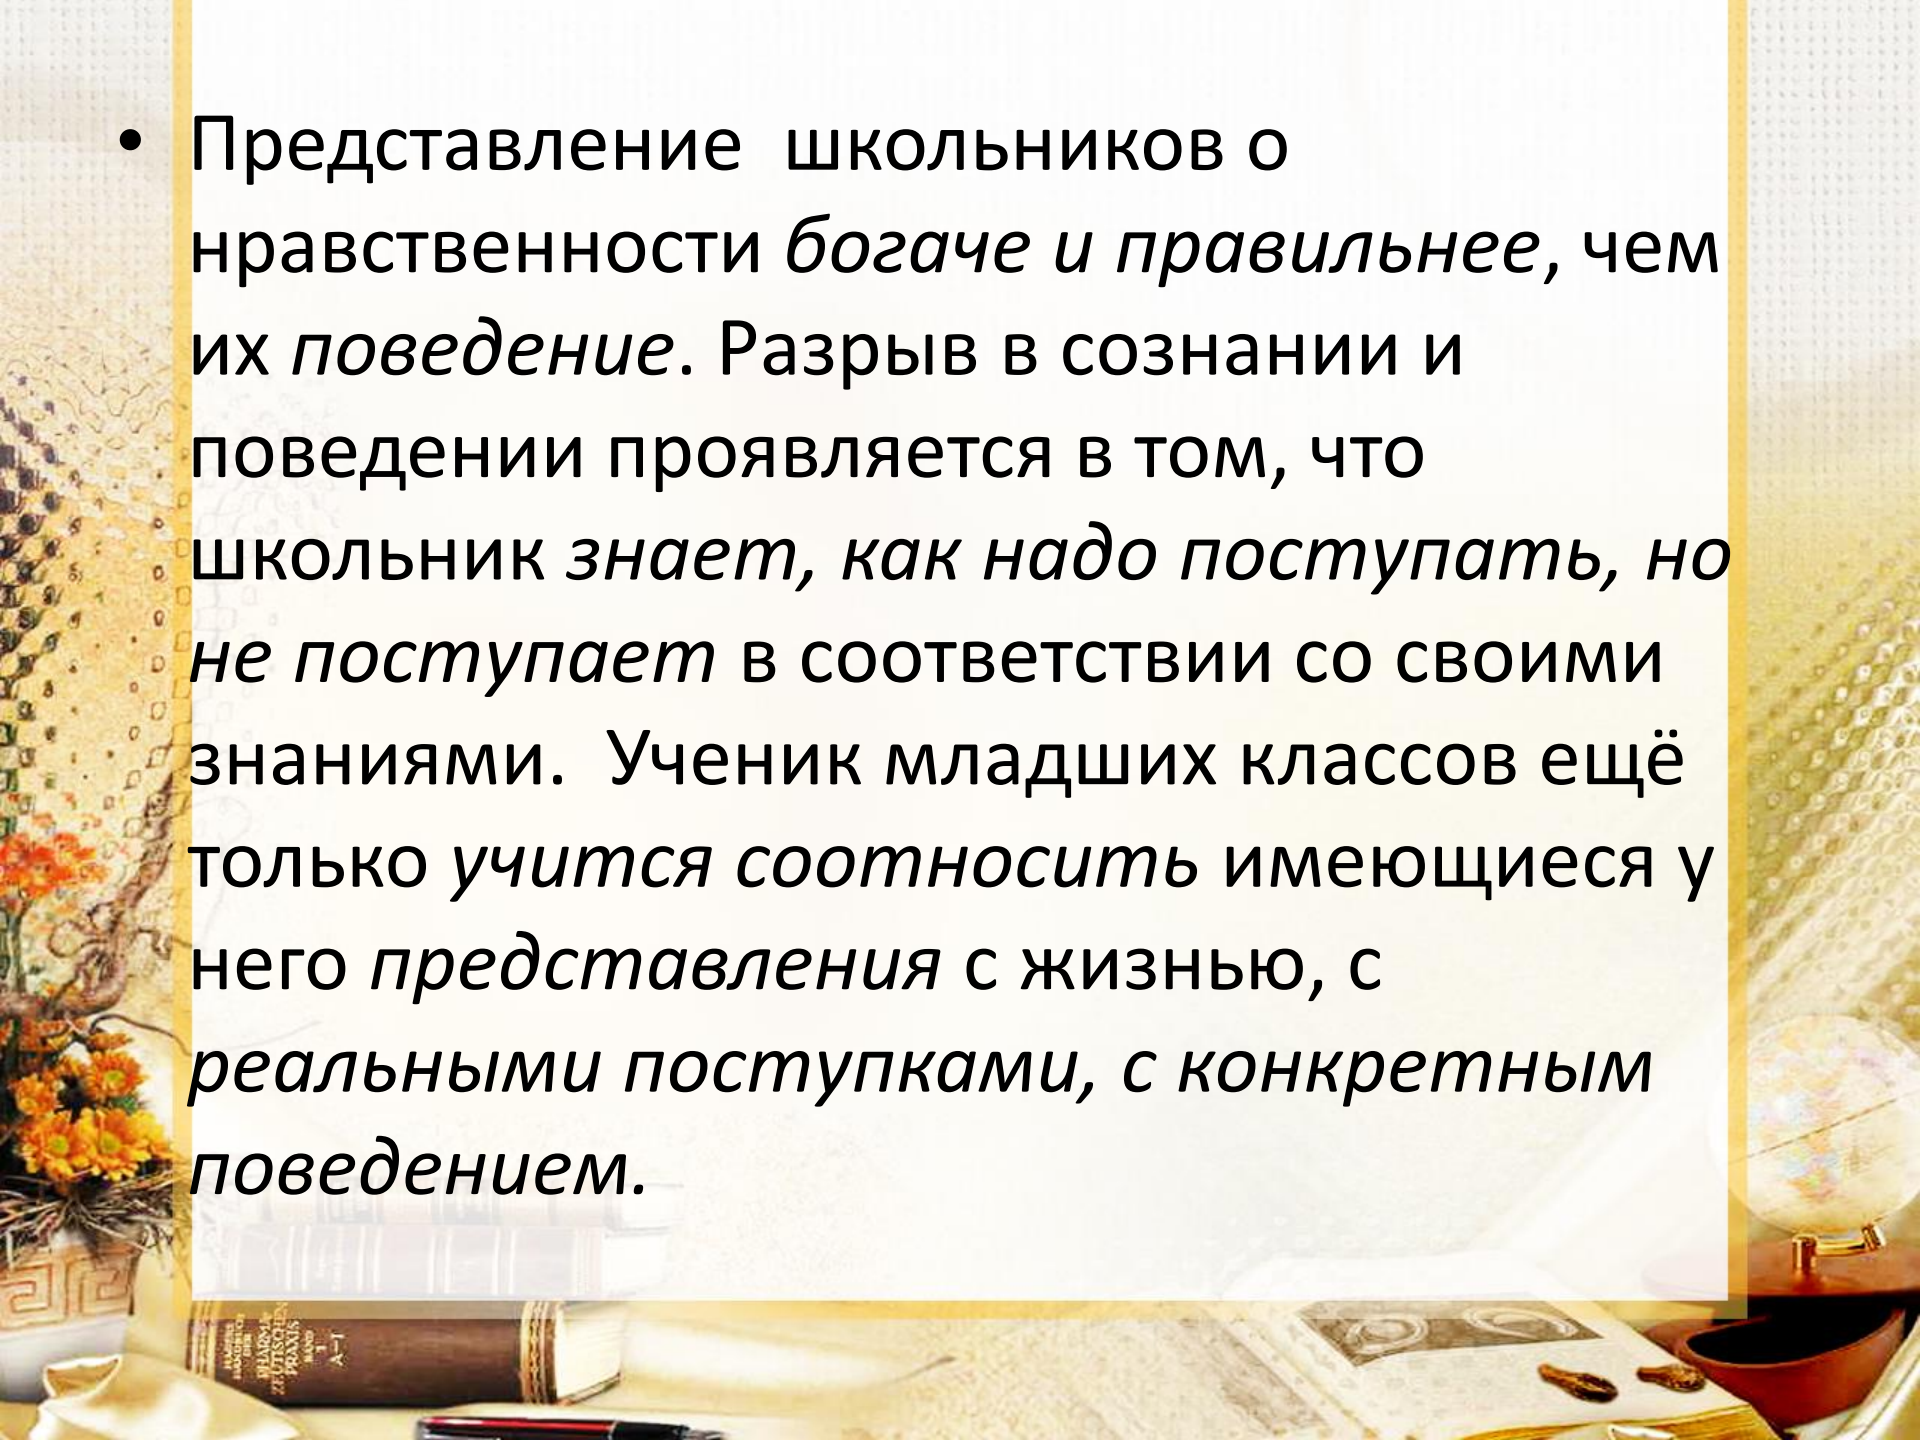 • Представление  школьников о
нравственности богаче и правильнее, чем
их поведение. Разрыв в сознании и
поведении проявляется в том, что
школьник знает, как надо поступать, но
не поступает в соответствии со своими
знаниями.  Ученик младших классов ещё
только учится соотносить имеющиеся у
него представления с жизнью, с
реальными поступками, с конкретным
поведением.
PRAXIS
BAND
I
A–I